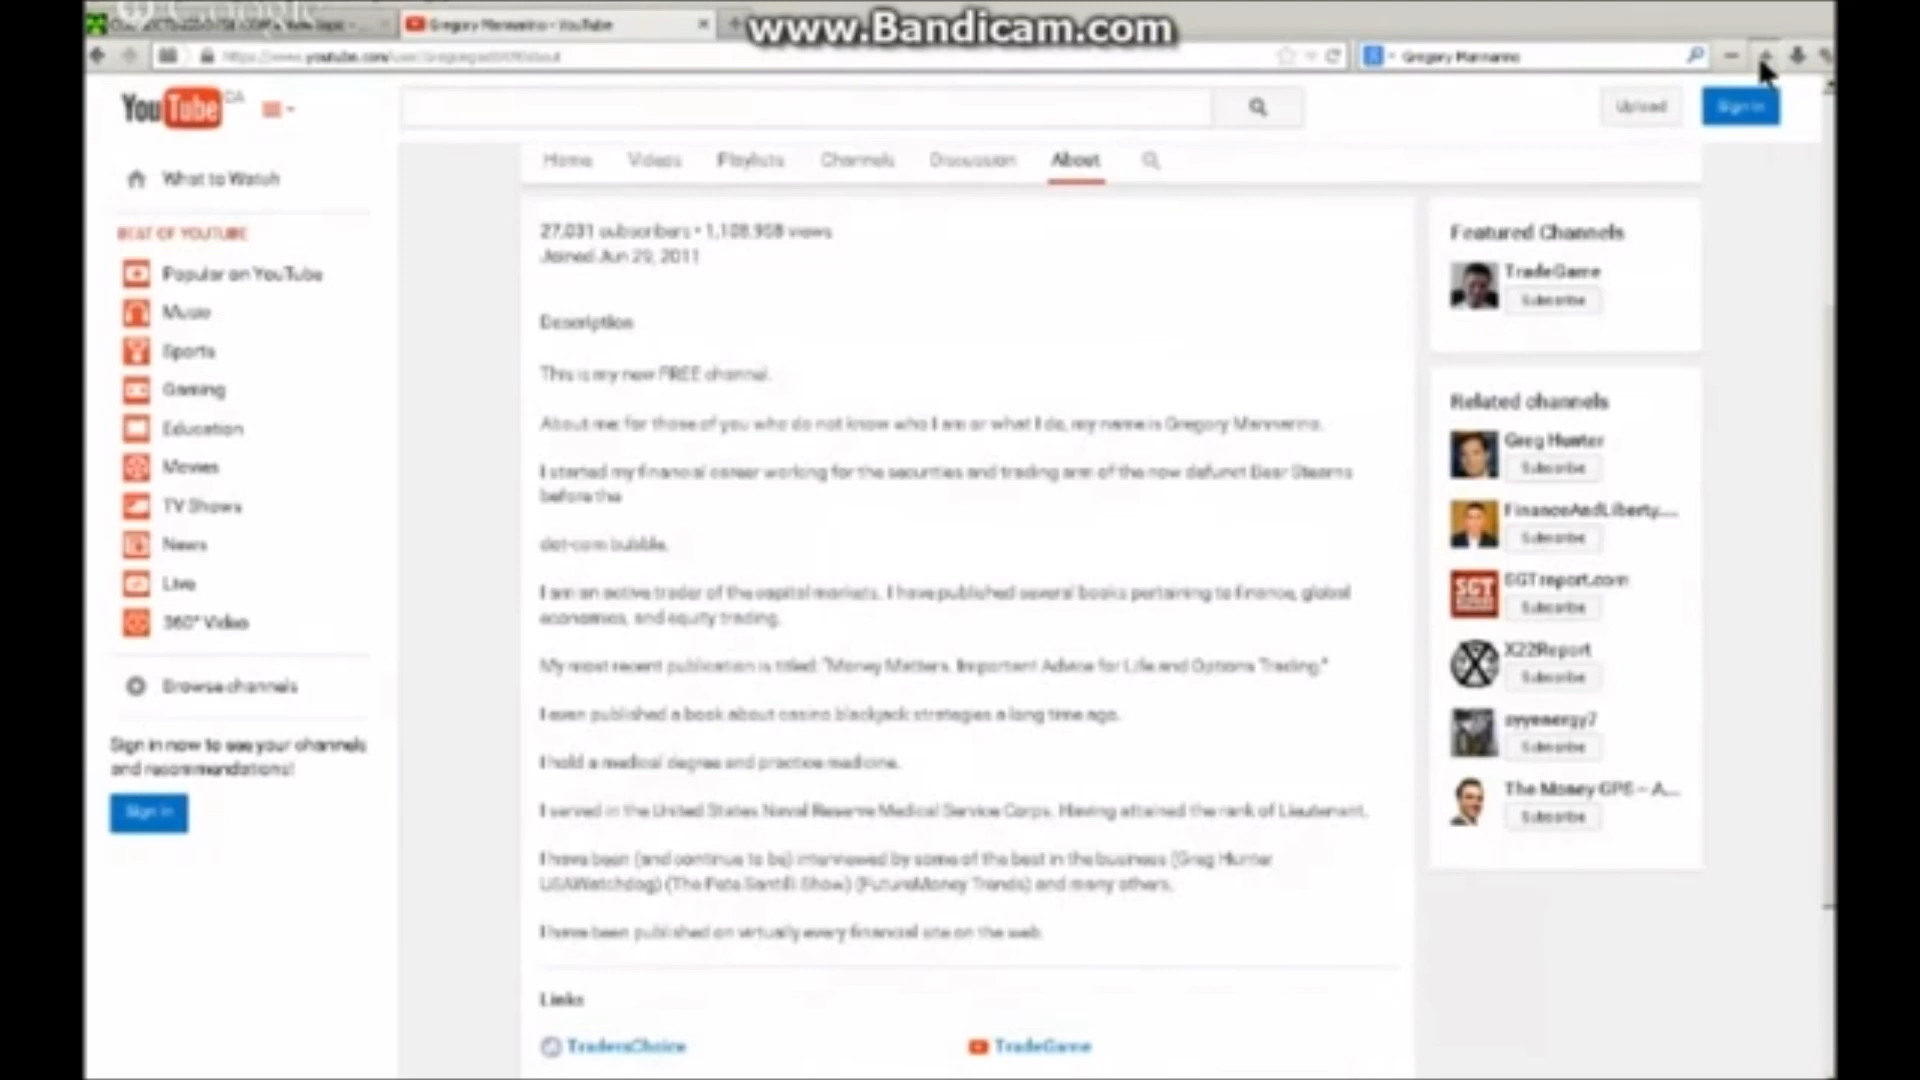 www.Bandicam.com
Gregory Mannarino - YouTube
Gregory Mannarino
YouTube CA
Upload
Sign in
Home Videos Playlists Channels Discussion About
What to Watch
BEST OF YOUTUBE
Popular on YouTube
Music
Sports
Gaming
Education
Movies
TV Shows
News
Live
360° Video
Browse channels
Sign in now to see your channels
and recommendations!
Sign in
27,031 subscribers • 1,108,958 views
Joined Jun 29, 2011
Description
This is my new FREE channel.
About me: for those of you who do not know who I am or what I do, my name is Gregory Mannarino.
I started my financial career working for the securities and trading arm of the now defunct Bear Stearns
before the
dot-com bubble.
I am an active trader of the capital markets. I have published several books pertaining to finance, global
economics, and equity trading.
My most recent publication is titled: "Money Matters. Important Advice for Life and Options Trading."
I even published a book about casino blackjack strategies a long time ago.
I hold a medical degree and practice medicine.
I served in the United States Naval Reserve Medical Service Corps. Having attained the rank of Lieutenant.
I have been (and continue to be) interviewed by some of the best in the business (Greg Hunter
USAWatchdog) (The Pete Santilli Show) (FutureMoney Trends) and many others.
I have been published on virtually every financial site on the web.
Links
TradersChoice
TradeGame
Featured Channels
TradeGame
Subscribe
Related channels
Greg Hunter
Subscribe
FinanceAndLiberty....
Subscribe
SGT
SGTreport.com
Subscribe
X22Report
Subscribe
Subscribe
The Money GPS - A...
Subscribe